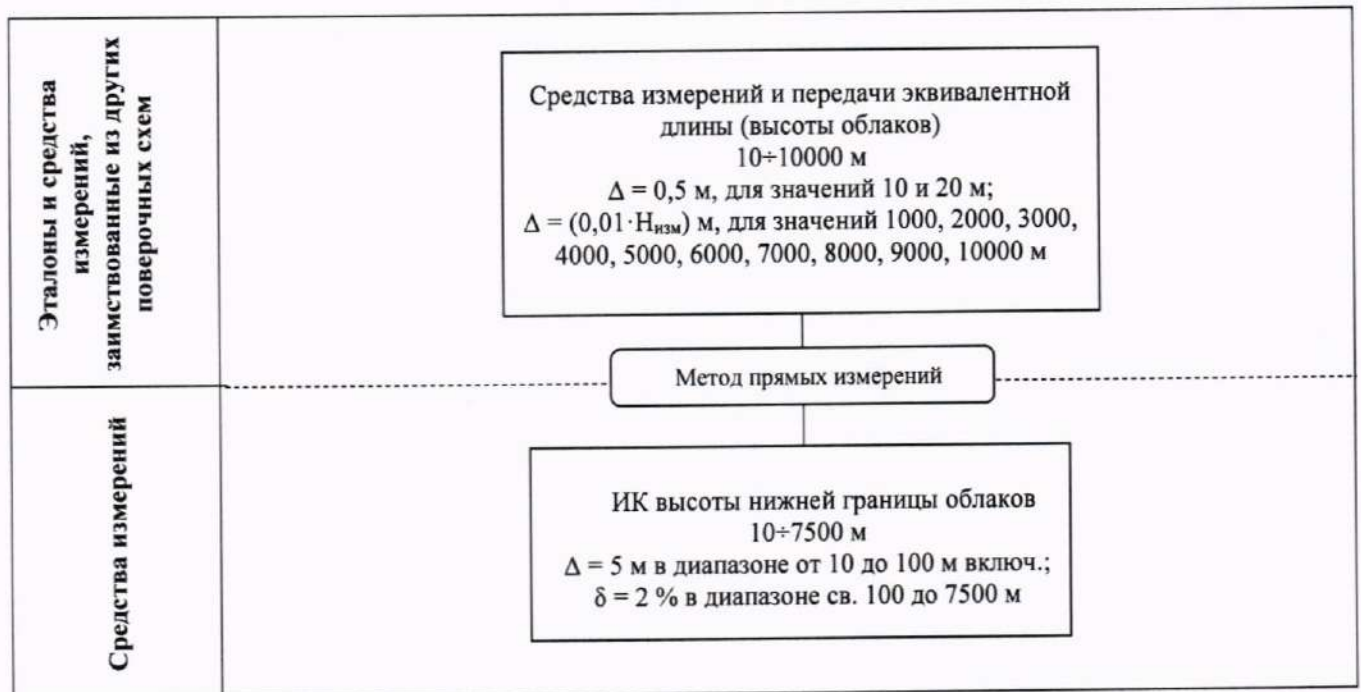 Эталоны и средства
измерений,
заимствованные из других
поверочных схем
Средства измерений и передачи эквивалентной
длины (высоты облаков)
10÷10000 м
Δ = 0,5 м, для значений 10 и 20 м;
Δ = (0,01·Низм) м, для значений 1000, 2000, 3000,
4000, 5000, 6000, 7000, 8000, 9000, 10000 м
Метод прямых измерений
Средства измерений
ИК высоты нижней границы облаков
10÷7500 м
Δ = 5 м в диапазоне от 10 до 100 м включ.;
δ = 2 % в диапазоне св. 100 до 7500 м